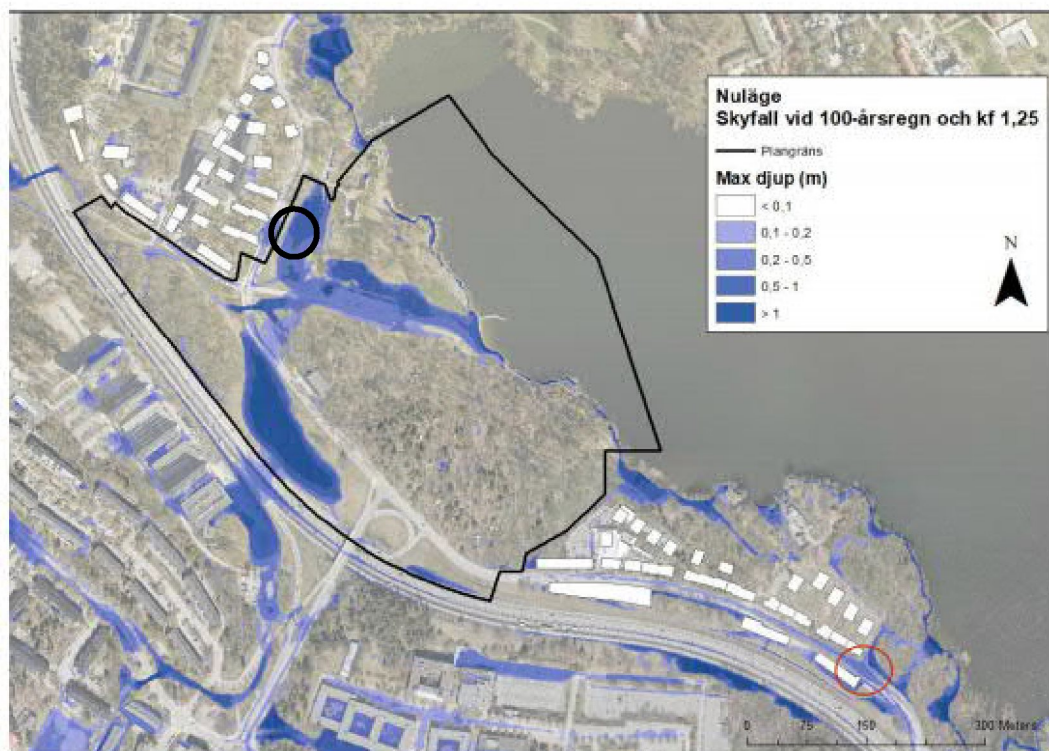 Nuläge
Skyfall vid 100-årsregn och kf 1,25
Plangräns
Max djup (m)
< 0,1
0,1 - 0,2
0,2 - 0,5
0,5 - 1
> 1
N
0 75 150 300 Meters